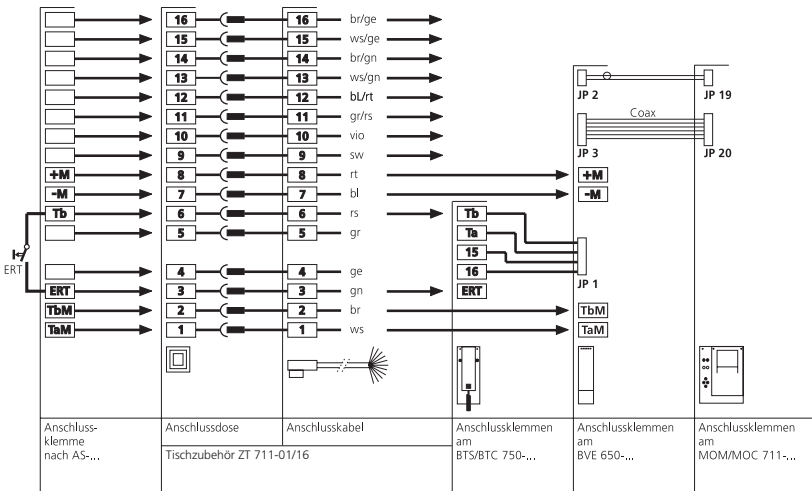 16 16 br/ge
15 15 ws/ge
14 14 br/gn
13 13 ws/gn
12 12 bL/rt
11 11 gr/rs
10 10 vio
9 9 sw
+M 8 8 rt +M
-M 7 7 bl -M
Tb 6 6 rs Tb
5 5 gr Ta
15
4 4 ge 16
ERT
ERT 3 3 gn ERT
TbM 2 2 br TbM
TaM 1 1 ws TaM
JP 2 JP 19
Coax
JP 3 JP 20
JP 1
Anschluss-
klemme
nach AS-...
Anschlussdose
Anschlusskabel
Tischzubehör ZT 711-01/16
Anschlussklemmen
am
BTS/BTC 750-...
Anschlussklemmen
am
BVE 650-...
Anschlussklemmen
am
MOM/MOC 711-...